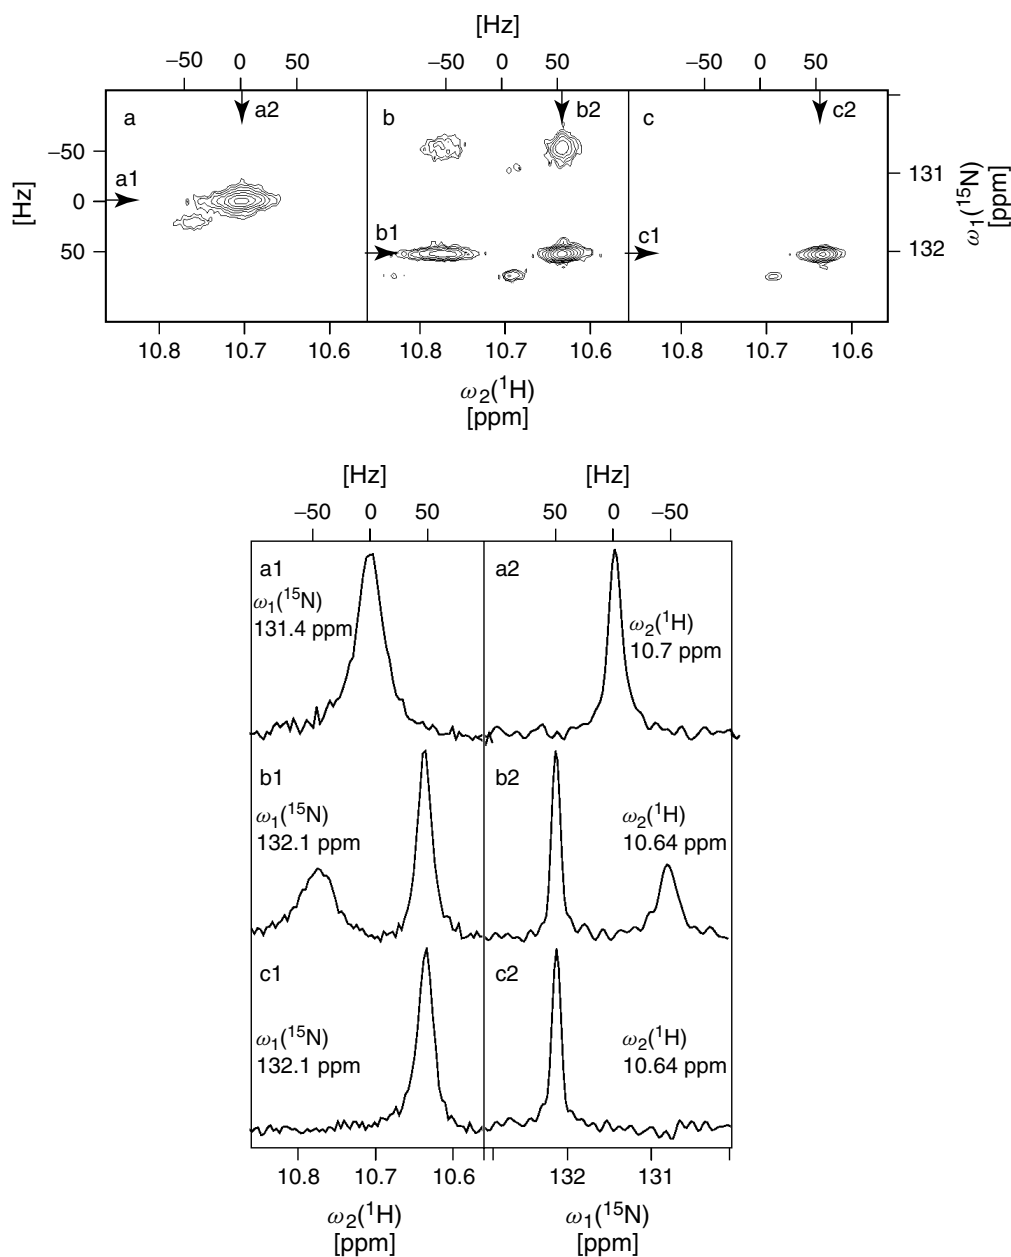 [Hz]
−50 0 50 −50 0 50 −50 0 50
a a2 b b2 c c2
[Hz]
−50
0
50
a1 b1 c1
131
132
ω1(15N)
[ppm]
10.8 10.7 10.6 10.8 10.7 10.6 10.8 10.7 10.6
ω2(1H)
[ppm]
[Hz] [Hz]
−50 0 50 50 0 −50
a1 a2
ω1(15N)
131.4 ppm
ω2(1H)
10.7 ppm
b1 b2
ω1(15N)
132.1 ppm
ω2(1H)
10.64 ppm
c1 c2
ω1(15N)
132.1 ppm
ω2(1H)
10.64 ppm
10.8 10.7 10.6 132 131
ω2(1H) ω1(15N)
[ppm] [ppm]